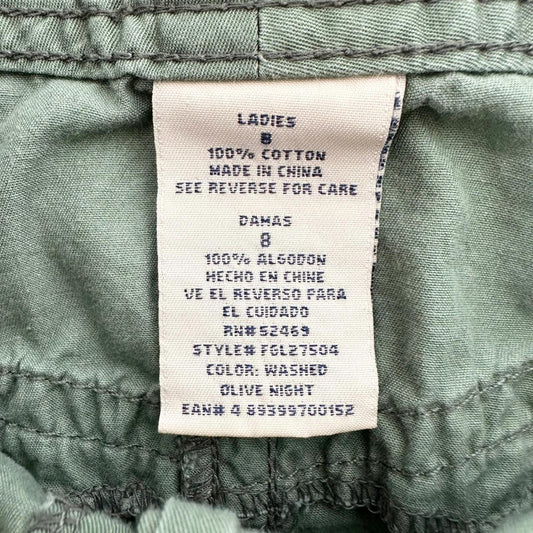 LADIES
8
100% COTTON
MADE IN CHINA
SEE REVERSE FOR CARE
DAMAS
8
100% ALGODON
HECHO EN CHINE
VE EL REVERSO PARA
EL CUIDADO
RN# 52469
STYLE# FGL27504
COLOR: WASHED
OLIVE NIGHT
EAN# 4 89399700152